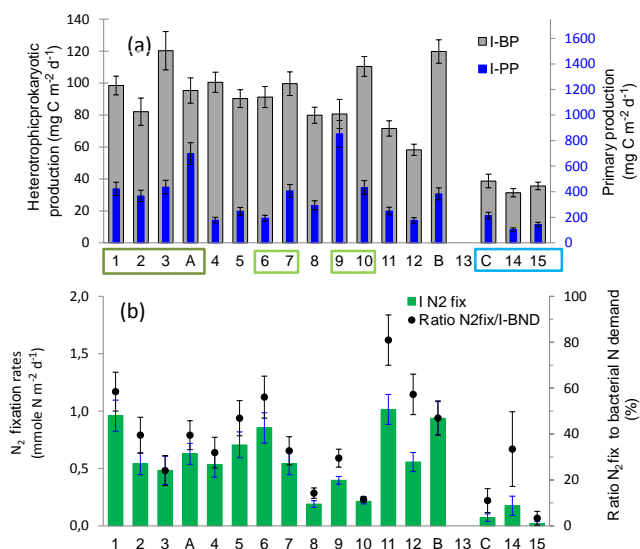 (a)
I-BP
I-PP
Heterotrophicprokaryotic
production (mg C m-2 d-1)
140
120
100
80
60
40
20
0
1600
1400
1200
1000
800
600
400
200
0
Primary production
(mg C m-2 d-1)
1 2 3 A 4 5 6 7 8 9 10 11 12 B 13 C 14 15
(b)
I N2 fix
Ratio N2fix/I-BND
N2 fixation rates
(mmole N m-2 d-1)
2,0
1,5
1,0
0,5
0,0
100
80
60
40
20
0
Ratio N2fix to bacterial N demand
(%)
1 2 3 A 4 5 6 7 8 9 10 11 12 B 13 C 14 15